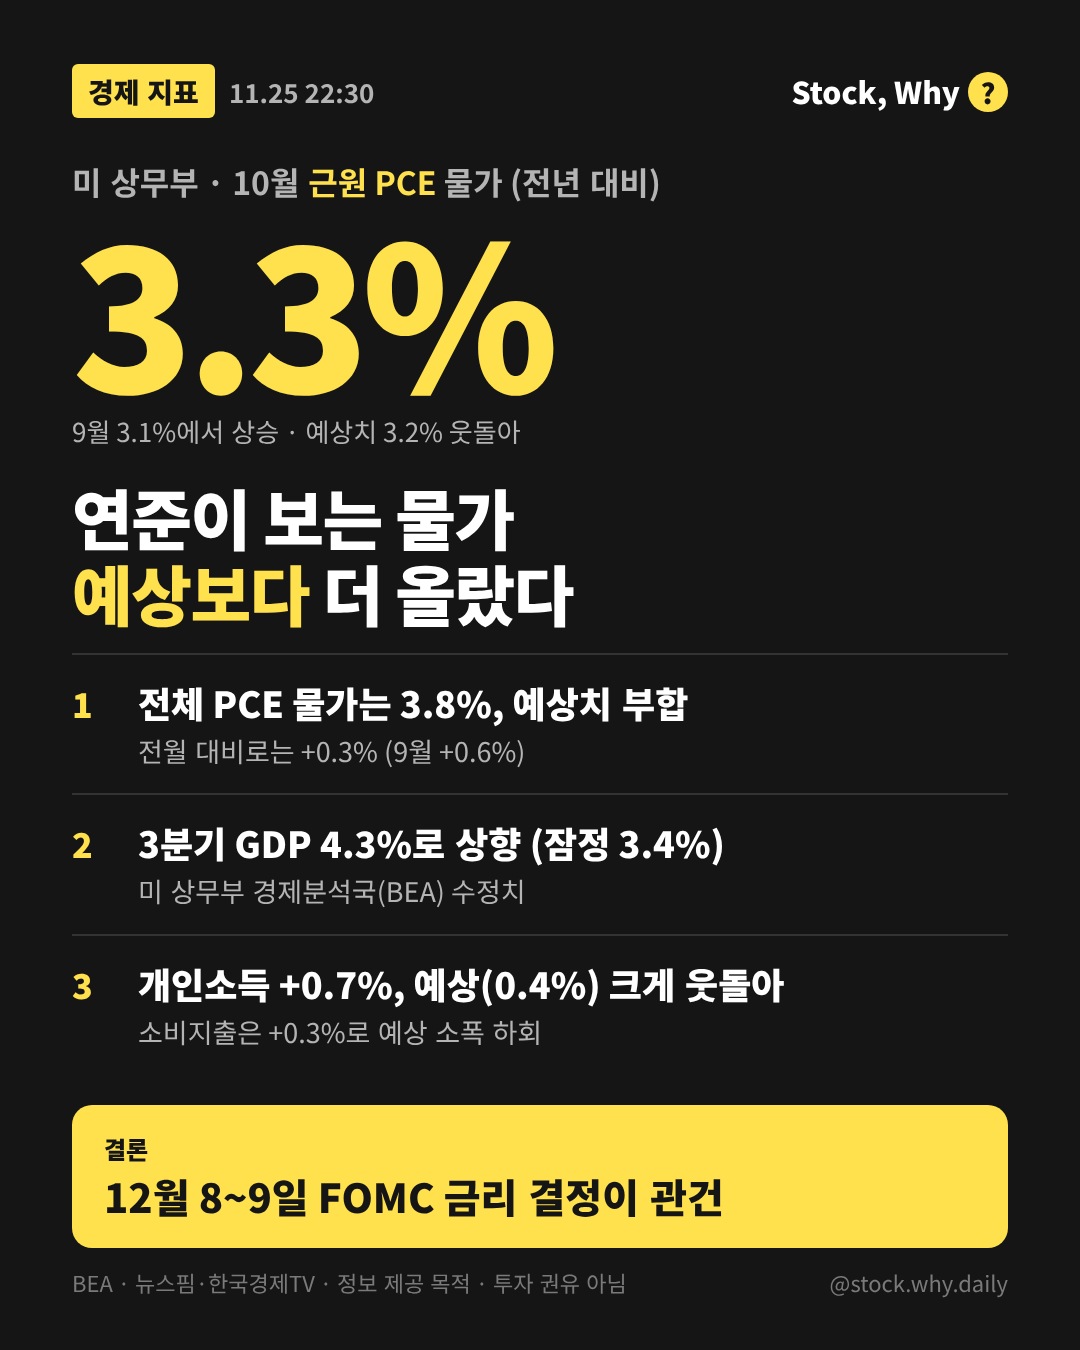 경제 지표 11.25 22:30
Stock, Why ?
미 상무부 · 10월 근원 PCE 물가 (전년 대비)
3.3%
9월 3.1%에서 상승 · 예상치 3.2% 웃돌아
연준이 보는 물가
예상보다 더 올랐다
1 전체 PCE 물가는 3.8%, 예상치 부합
전월 대비로는 +0.3% (9월 +0.6%)
2 3분기 GDP 4.3%로 상향 (잠정 3.4%)
미 상무부 경제분석국(BEA) 수정치
3 개인소득 +0.7%, 예상(0.4%) 크게 웃돌아
소비지출은 +0.3%로 예상 소폭 하회
결론
12월 8~9일 FOMC 금리 결정이 관건
BEA · 뉴스핌·한국경제TV · 정보 제공 목적 · 투자 권유 아님
@stock.why.daily